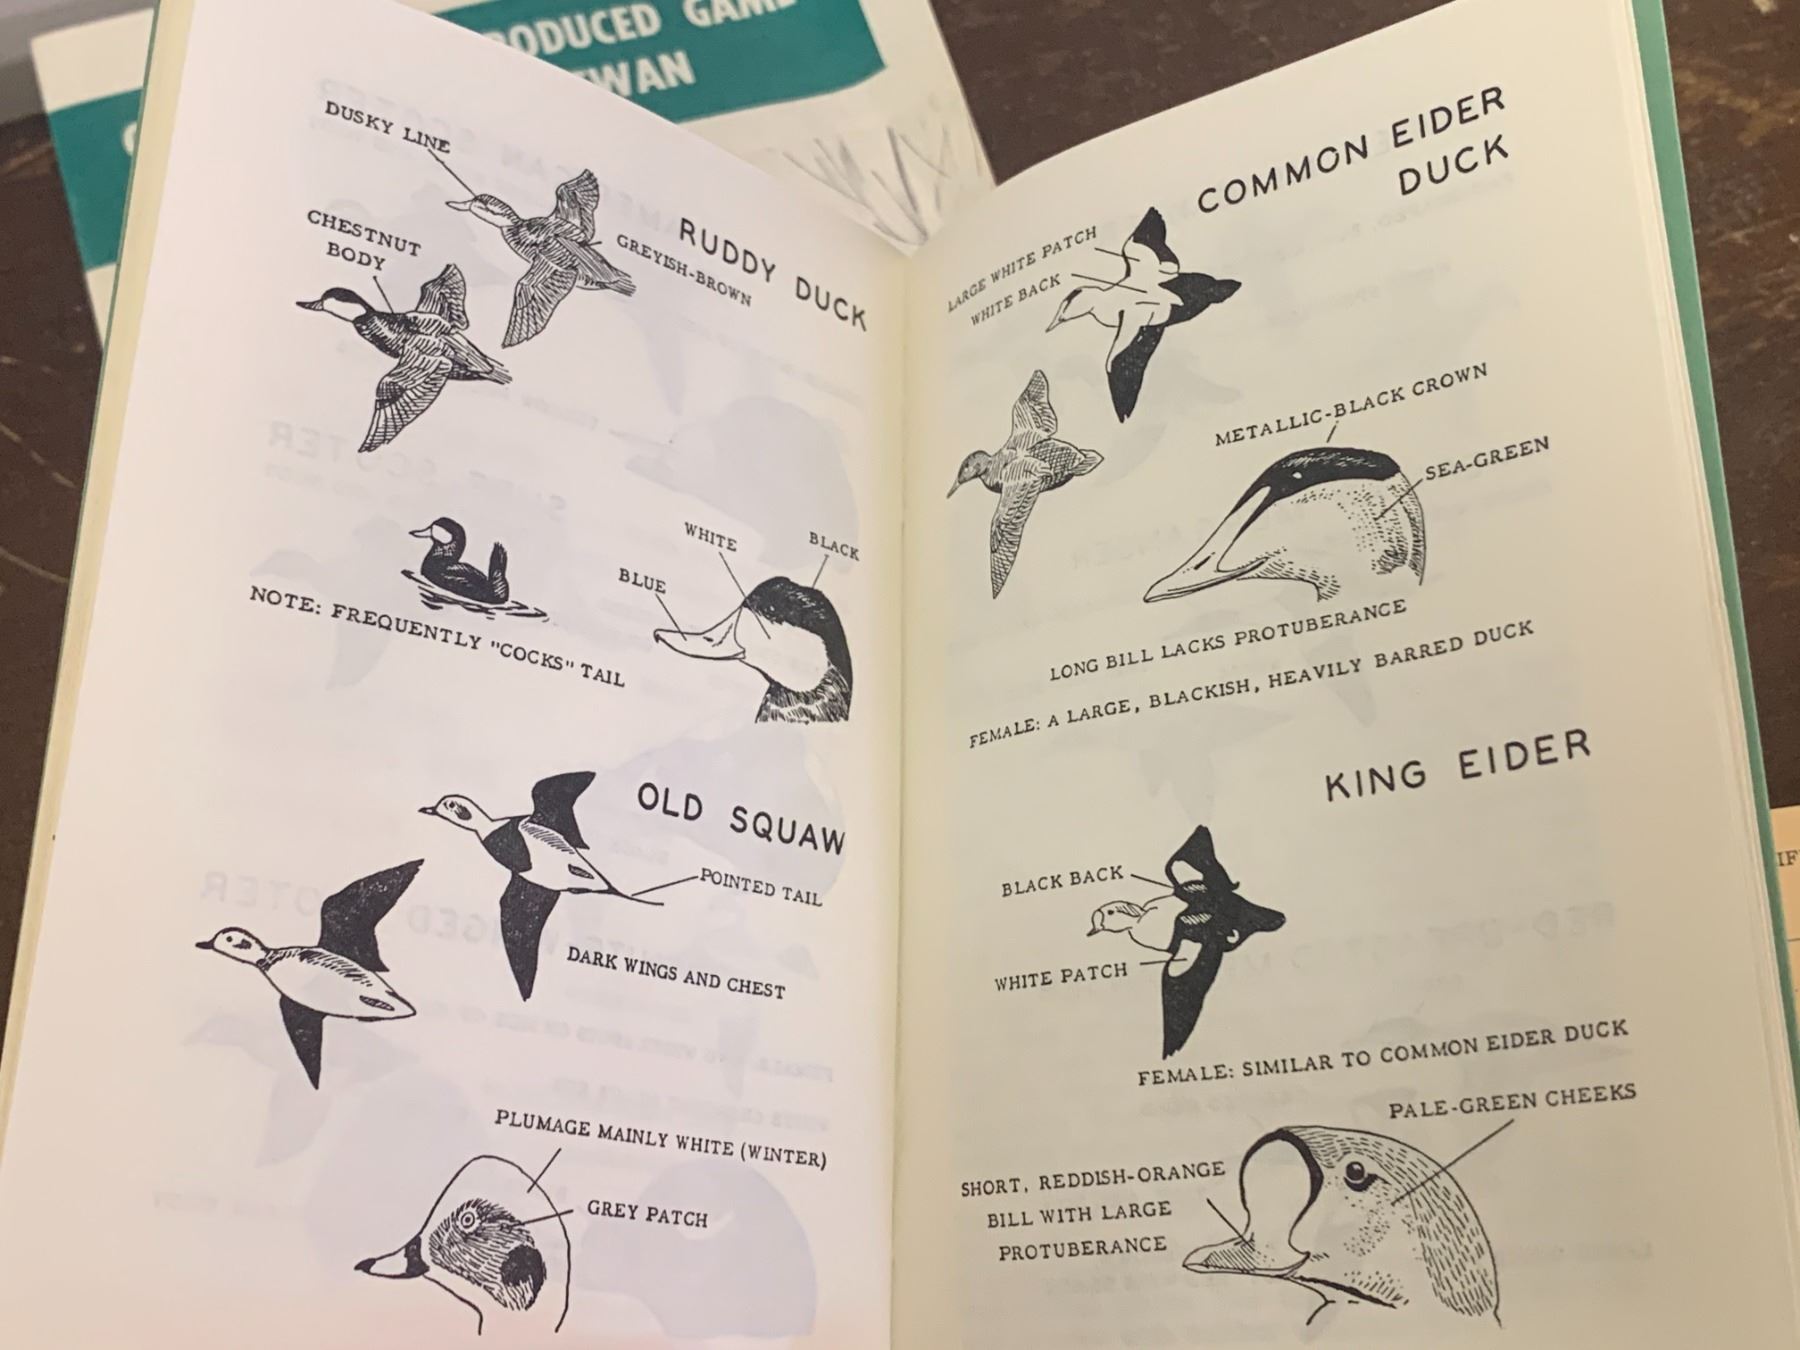 ODUCED GAME
EWAN
DUSKY LINE
CHESTNUT
BODY
RUDDY DUCK
GREYISH-BROWN
WHITE
BLACK
BLUE
NOTE: FREQUENTLY "COCKS" TAIL
OLD SQUAW
POINTED TAIL
DARK WINGS AND CHEST
PLUMAGE MAINLY WHITE (WINTER)
GREY PATCH
COMMON EIDER
DUCK
LARGE WHITE PATCH
WHITE BACK
METALLIC-BLACK CROWN
SEA-GREEN
LONG BILL LACKS PROTUBERANCE
FEMALE: A LARGE, BLACKISH, HEAVILY BARRED DUCK
KING EIDER
BLACK BACK
WHITE PATCH
FEMALE: SIMILAR TO COMMON EIDER DUCK
PALE-GREEN CHEEKS
SHORT, REDDISH-ORANGE
BILL WITH LARGE
PROTUBERANCE